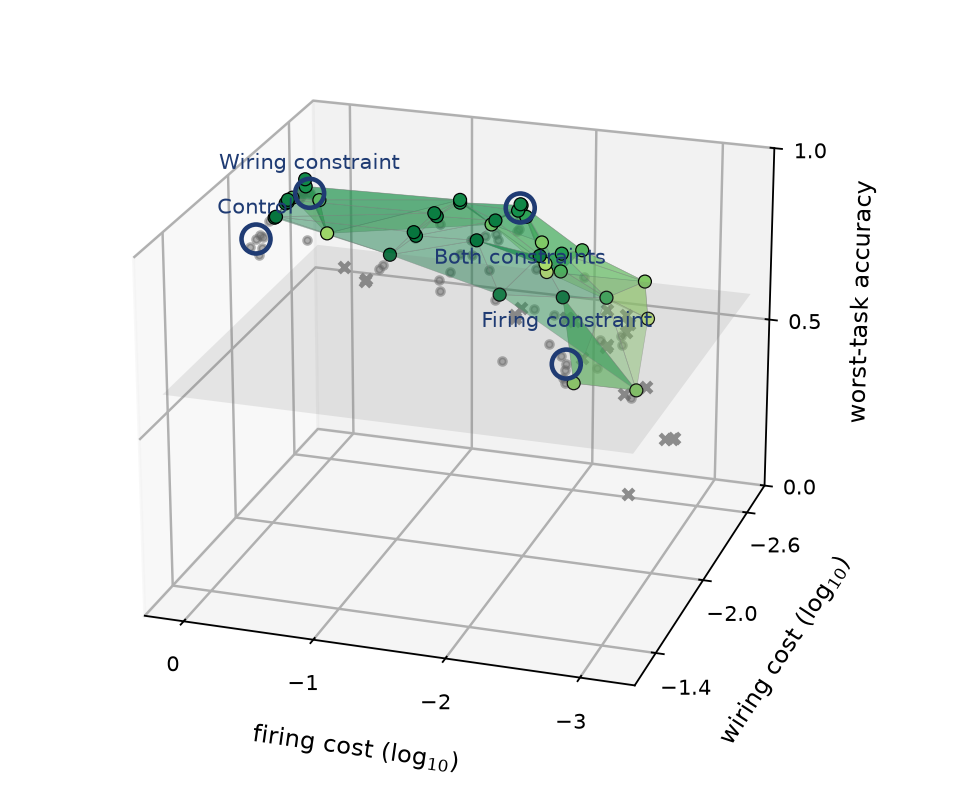 1.0
Wiring constraint
Control
worst-task accuracy
Both constraints
0.5
Firing constraint
0.0
−2.6
−2.0
wiring cost (log₁₀)
−1.4
0
−1
−2
−3
firing cost (log₁₀)